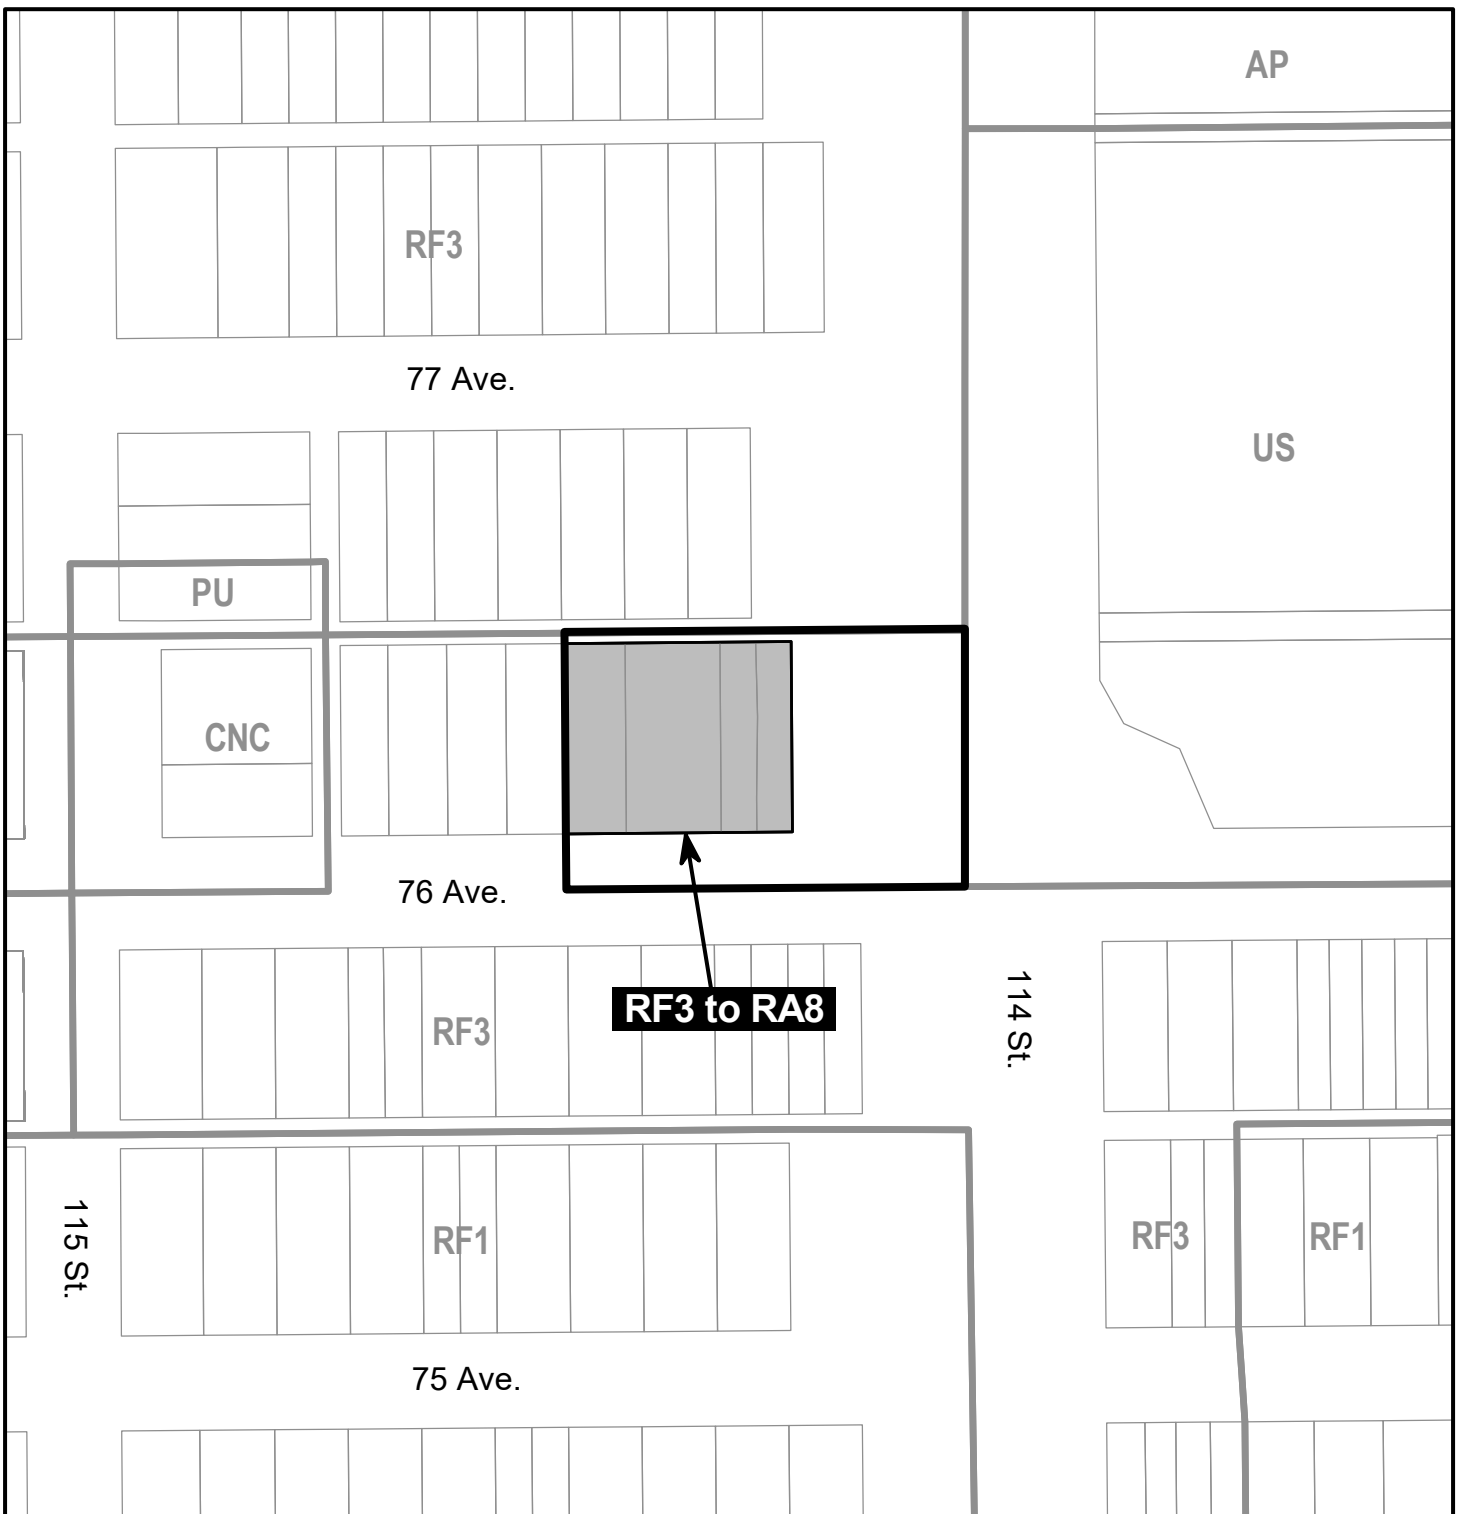 AP
RF3
77 Ave.
US
PU
CNC
76 Ave.
RF3
RF3 to RA8
114 St.
115 St.
RF1
RF3
RF1
75 Ave.